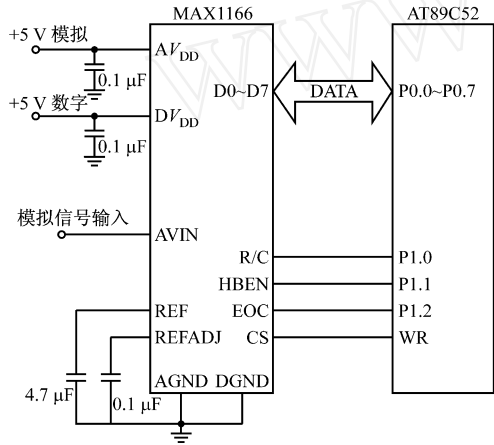 MAX1166
AT89C52
+5 V 模拟
AVDD
0.1 μF
D0~D7
DATA
P0.0~P0.7
+5 V 数字
DVDD
0.1 μF
模拟信号输入
AVIN
R/C
P1.0
HBEN
P1.1
REF
EOC
P1.2
REFADJ
CS
WR
4.7 μF
0.1 μF
AGND DGND
WWW